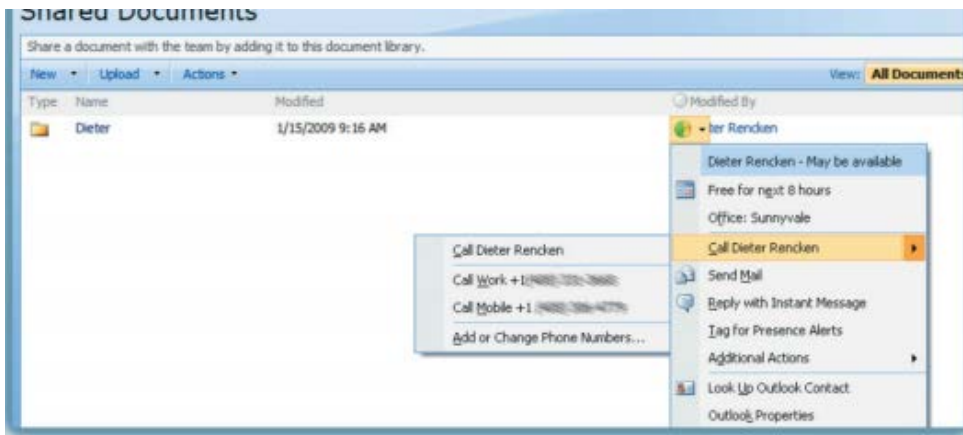 Shared Documents
Share a document with the team by adding it to this document library.
New Upload Actions View: All Documents
Type Name Modified Modified By
Dieter 1/15/2009 9:16 AM ter Rencken
Dieter Rencken - May be available
Free for next 8 hours
Office: Sunnyvale
Call Dieter Rencken
Send Mail
Reply with Instant Message
Tag for Presence Alerts
Additional Actions
Look Up Outlook Contact
Outlook Properties
Call Dieter Rencken
Call Work +1
Call Mobile +1
Add or Change Phone Numbers...